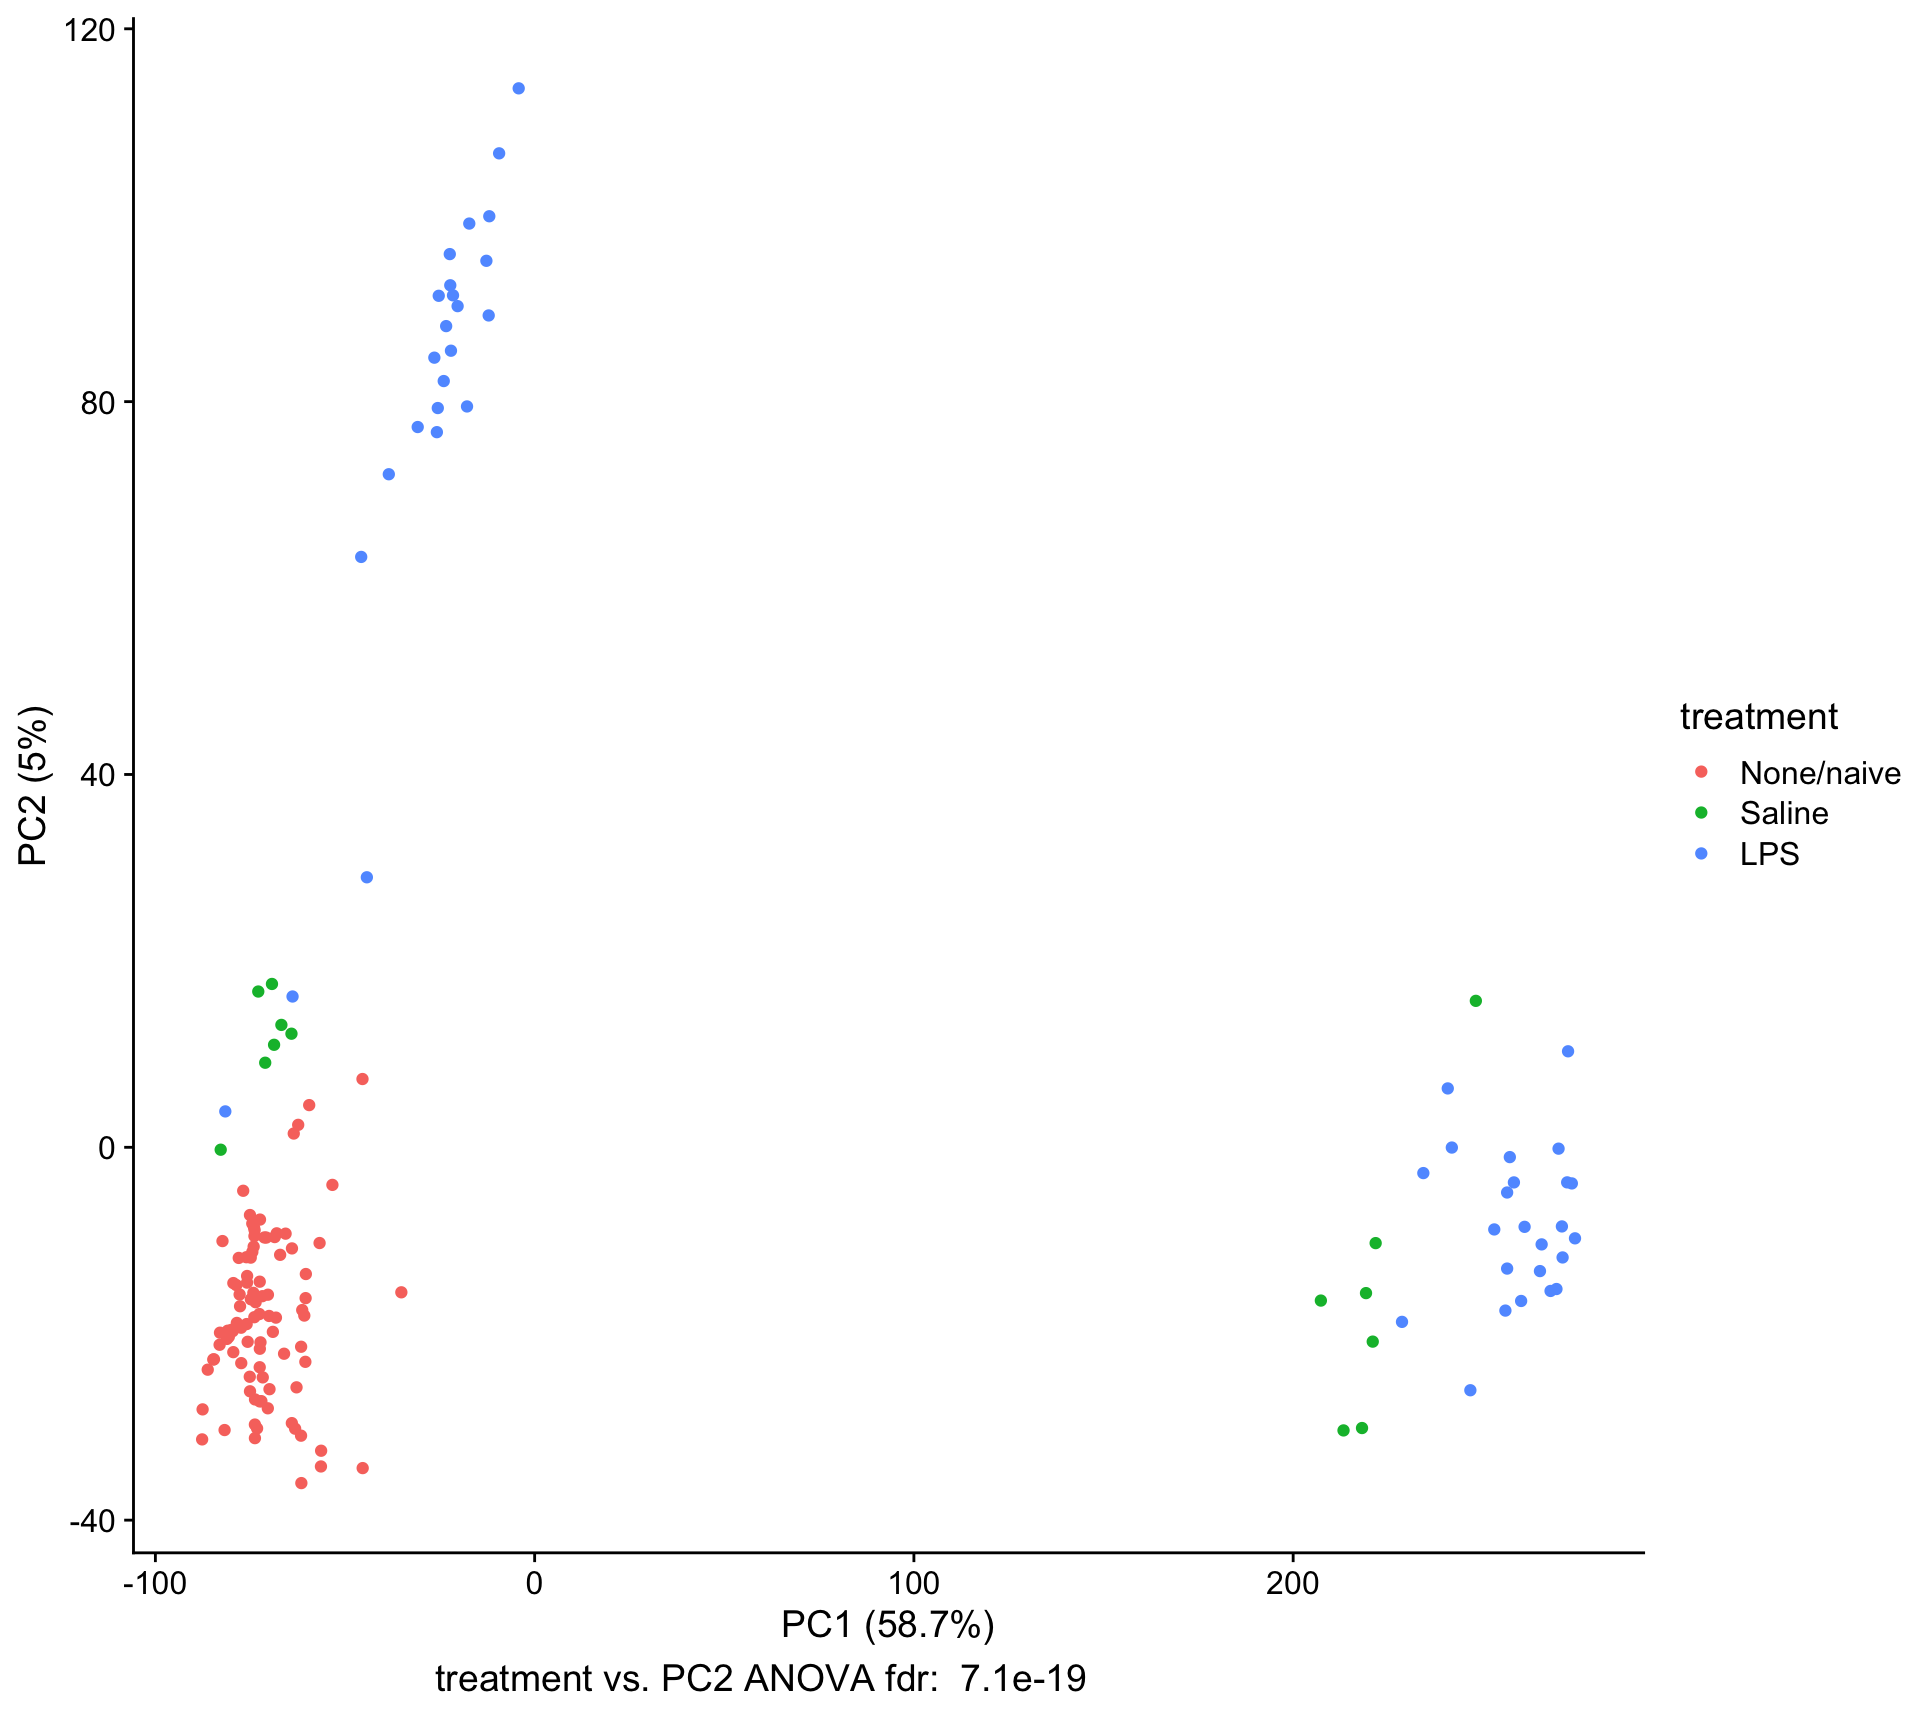 120
80
40
0
-40
PC2 (5%)
-100
0
100
200
PC1 (58.7%)
treatment vs. PC2 ANOVA fdr:  7.1e-19
treatment
None/naive
Saline
LPS